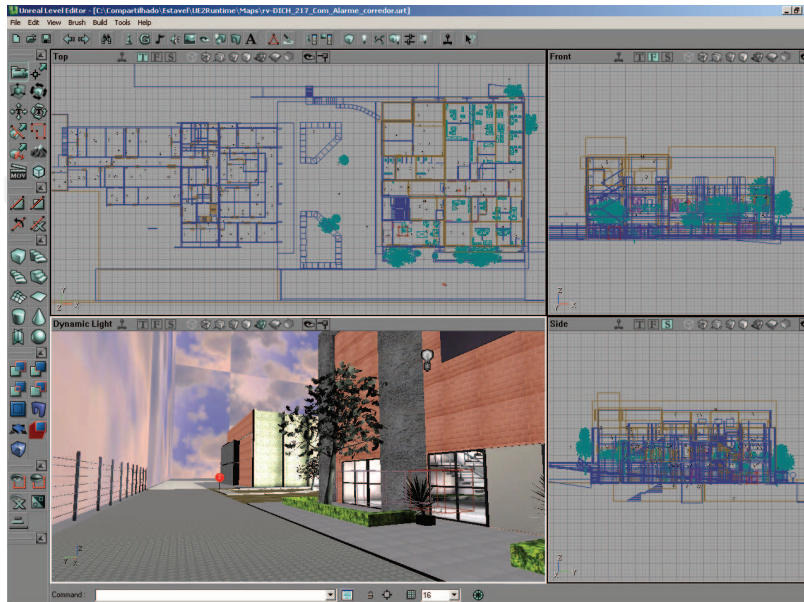 Unreal Level Editor - [C:\Compartilhado\Estavel\UE2Runtime\Maps\rv-DICH_217_Com_Alarme_corredor.urt]
File Edit View Brush Build Tools Help
Top T F S
Front T F S
MOV
Y
Z X
Z
Y X
Dynamic Light T F S
Side T F S
Z
Y X
Z
X Y
Command : 16